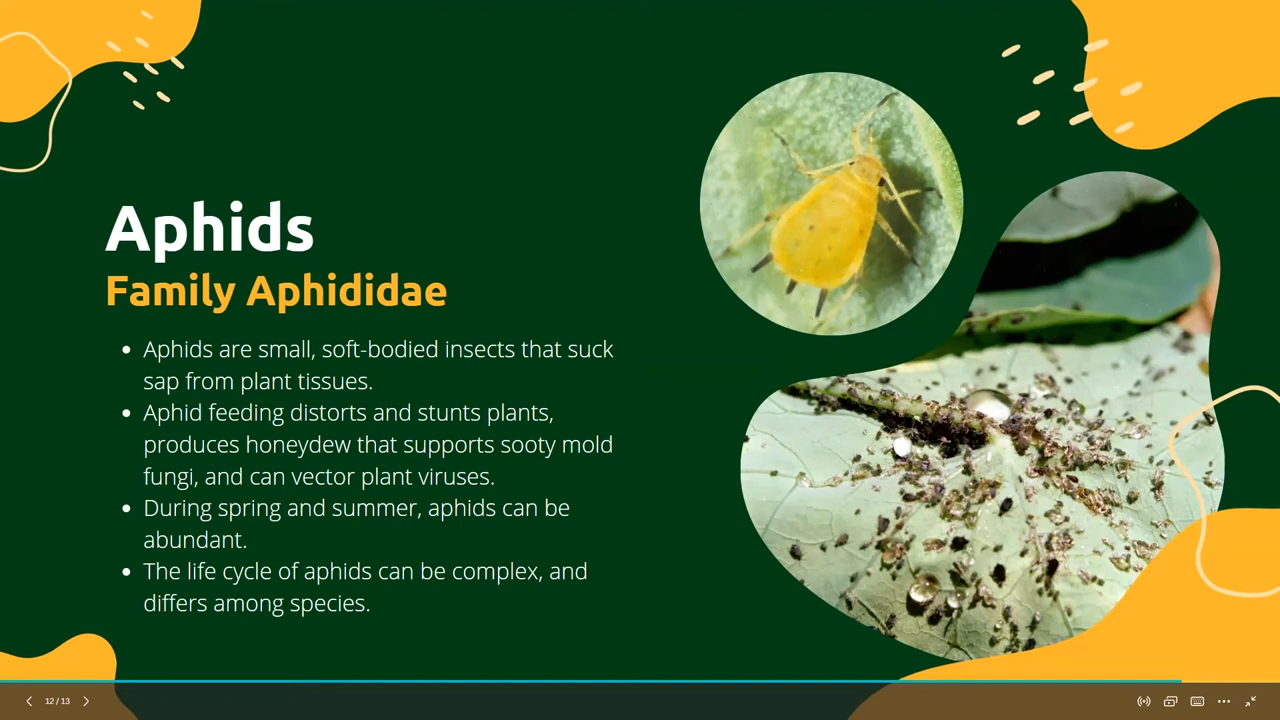 Aphids
Family Aphididae
• Aphids are small, soft-bodied insects that suck
sap from plant tissues.
• Aphid feeding distorts and stunts plants,
produces honeydew that supports sooty mold
fungi, and can vector plant viruses.
• During spring and summer, aphids can be
abundant.
• The life cycle of aphids can be complex, and
differs among species.
12 / 13